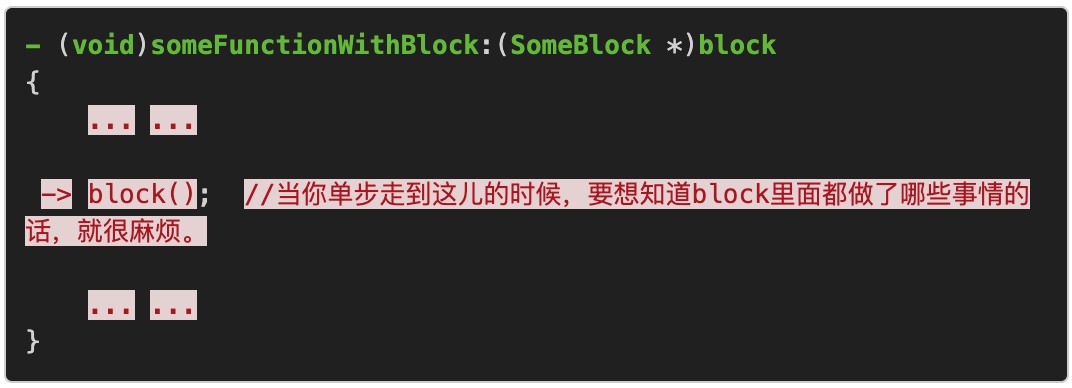 - (void)someFunctionWithBlock:(SomeBlock *)block
{
... ...
-> block(); //当你单步走到这儿的时候，要想知道block里面都做了哪些事情的
话，就很麻烦。
... ...
}